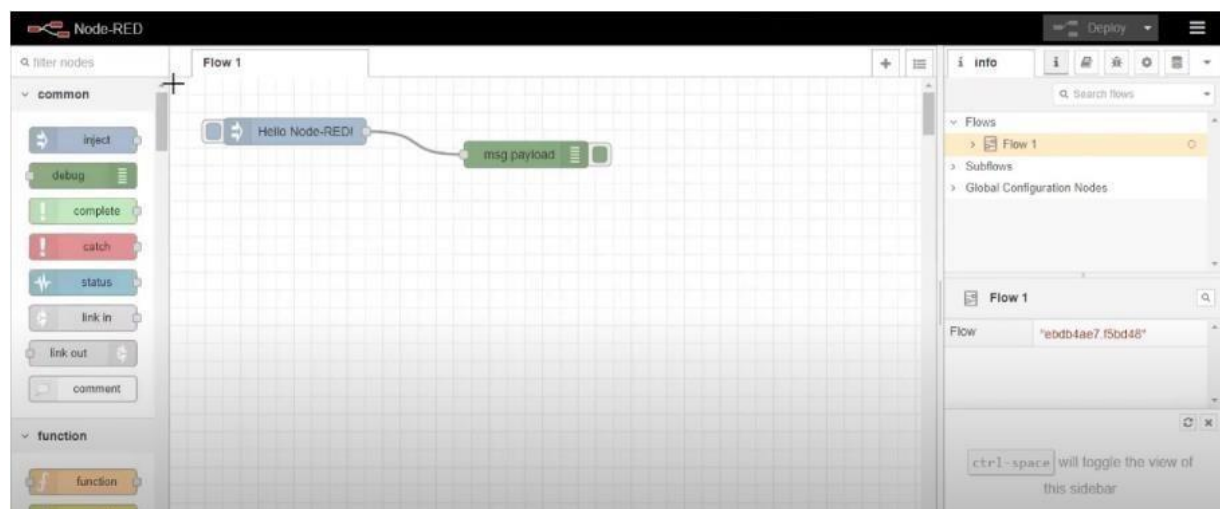 Node-RED
Deploy
filter nodes
Flow 1
i info
i
Search flows
common
inject
debug
complete
catch
status
link in
link out
comment
function
function
Hello Node-RED!
msg payload
Flows
Flow 1
Subflows
Global Configuration Nodes
Flow 1
Flow "ebdb4ae7.f5bd48"
ctrl-space will toggle the view of
this sidebar